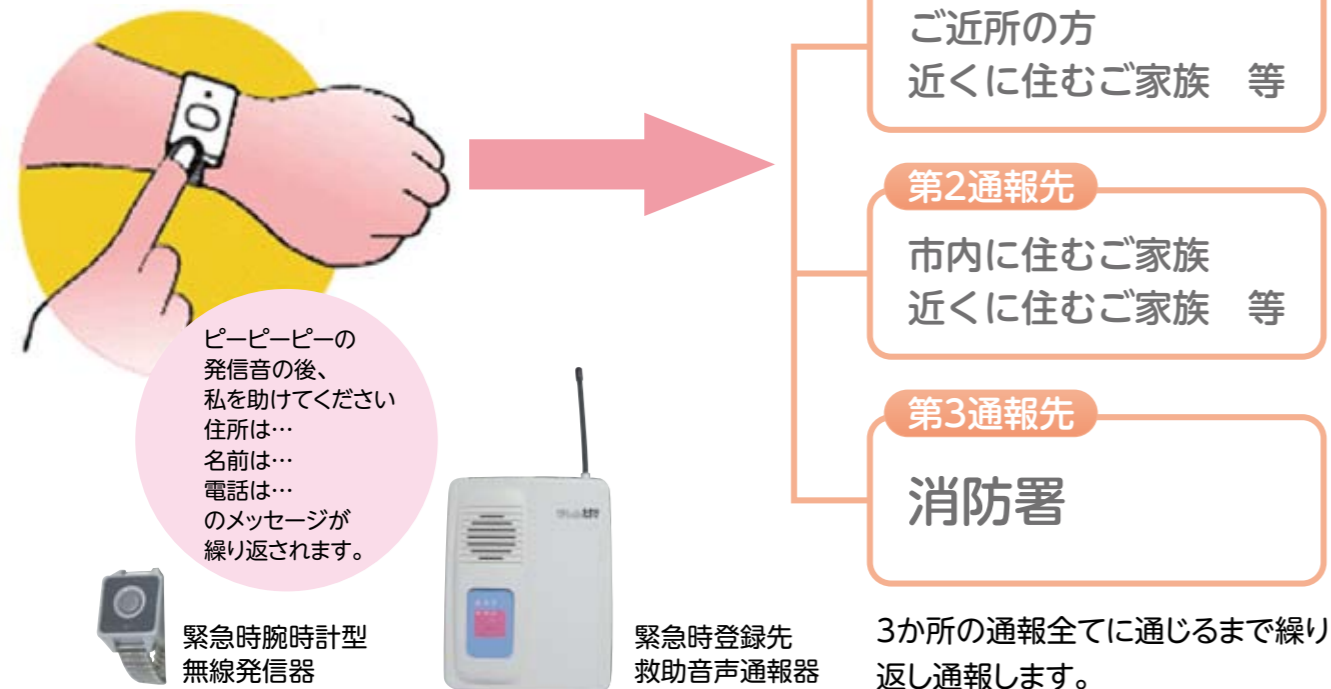 ご近所の方
近くに住むご家族　等
第2通報先
市内に住むご家族
近くに住むご家族　等
第3通報先
消防署
3か所の通報全てに通じるまで繰り
返し通報します。
ピーピーピーの
発信音の後、
私を助けてください
住所は…
名前は…
電話は…
のメッセージが
繰り返されます。
緊急時腕時計型
無線発信器
緊急時登録先
救助音声通報器